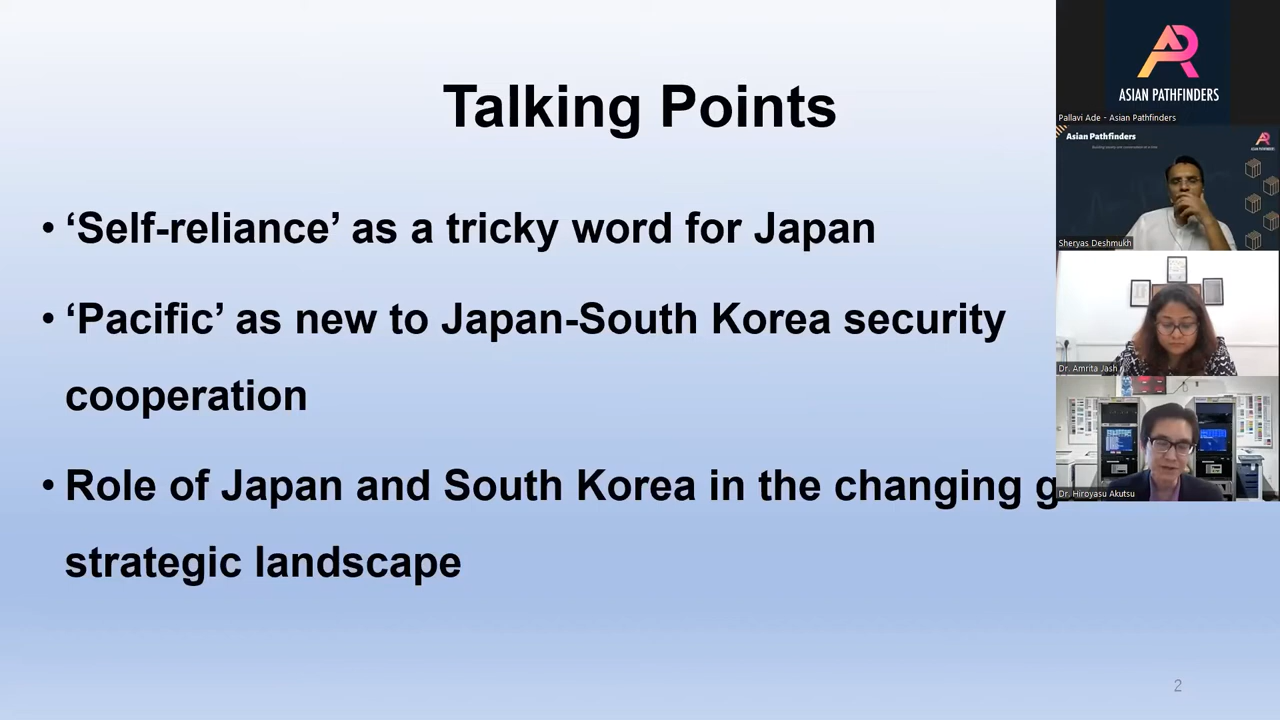 Talking Points
• ‘Self-reliance’ as a tricky word for Japan
• ‘Pacific’ as new to Japan-South Korea security
cooperation
• Role of Japan and South Korea in the changing g
strategic landscape
2
ASIAN PATHFINDERS
Pallavi Ade - Asian Pathfinders
Asian Pathfinders
ASIAN PATHFINDERS
Sheryas Deshmukh
Dr. Amrita Jash
Dr. Hiroyasu Akutsu